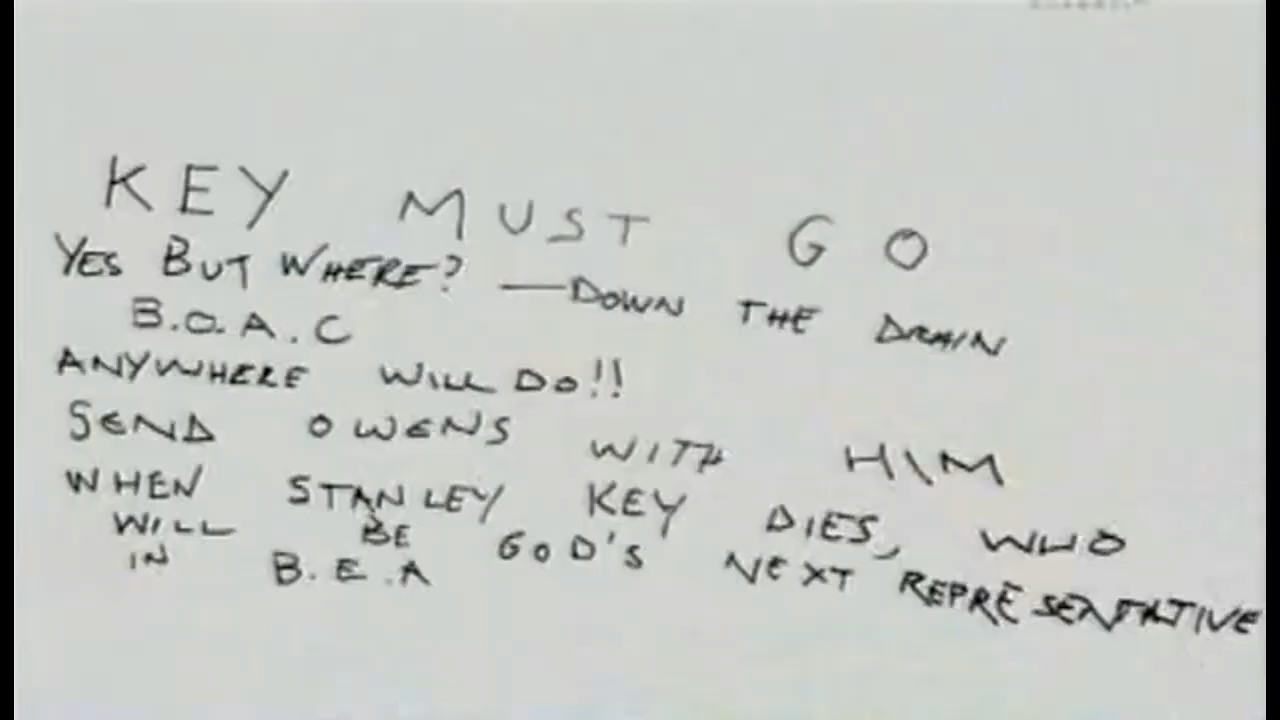 KEY MUST GO
YES BUT WHERE? — DOWN THE DRAIN
B.O.A.C
ANYWHERE WILL DO!!
SEND OWENS WITH HIM
WHEN STANLEY KEY DIES, WHO
WILL BE GOD'S NEXT REPRESENTATIVE
IN B.E.A